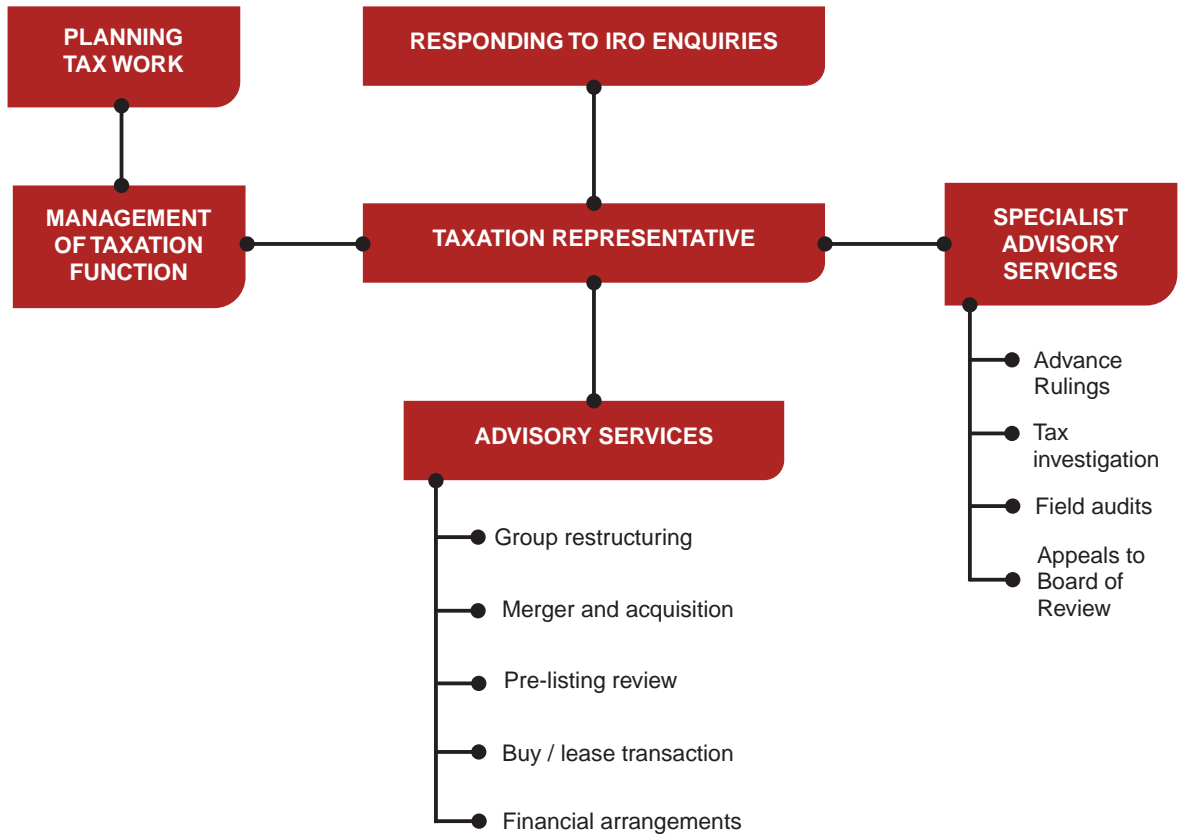 PLANNING
TAX WORK
RESPONDING TO IRO ENQUIRIES
MANAGEMENT
OF TAXATION
FUNCTION
TAXATION REPRESENTATIVE
SPECIALIST
ADVISORY
SERVICES
Advance
Rulings
Tax
investigation
Field audits
Appeals to
Board of
Review
ADVISORY SERVICES
Group restructuring
Merger and acquisition
Pre-listing review
Buy / lease transaction
Financial arrangements